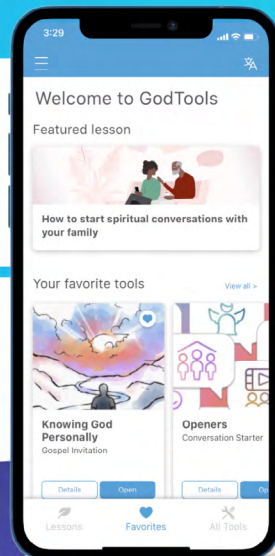 3:29
Welcome to GodTools
Featured lesson
How to start spiritual conversations with
your family
Your favorite tools
View all >
Knowing God
Personally
Gospel Invitation
Details
Open
Openers
Conversation Starter
Details
Op
Lessons
Favorites
All Tools